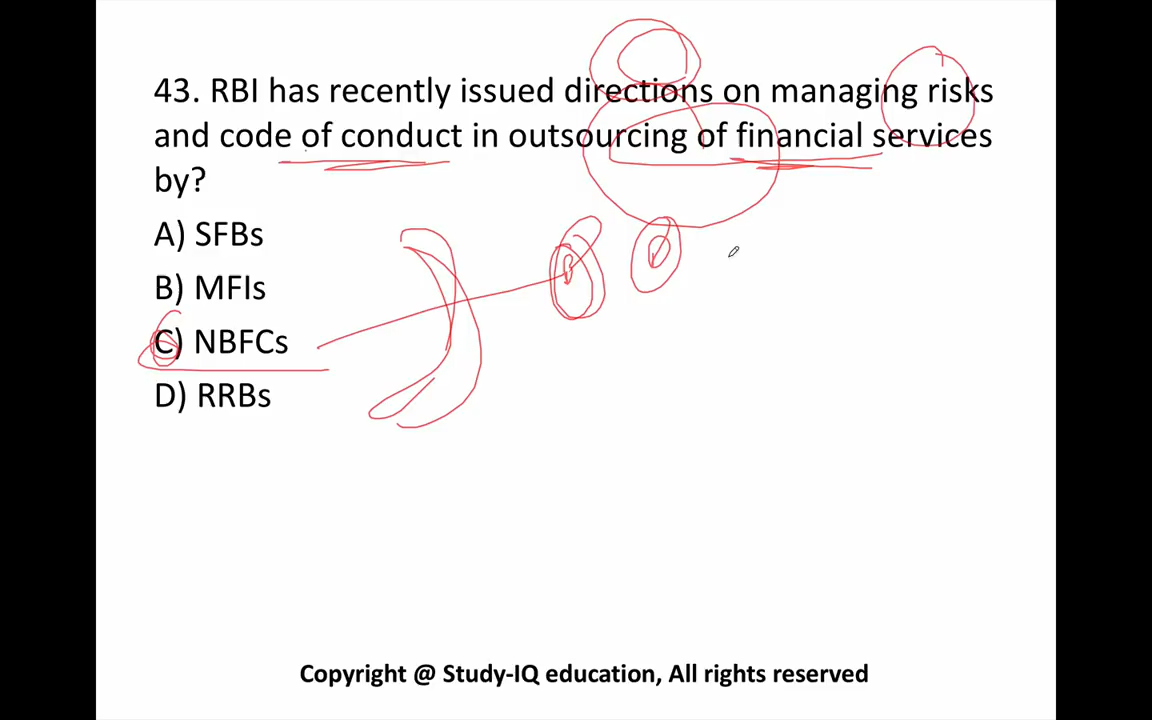 43. RBI has recently issued directions on managing risks
and code of conduct in outsourcing of financial services
by?
A) SFBs
B) MFIs
C) NBFCs
D) RRBs
Copyright @ Study-IQ education, All rights reserved